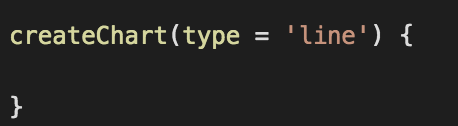 createChart(type = 'line') {
}